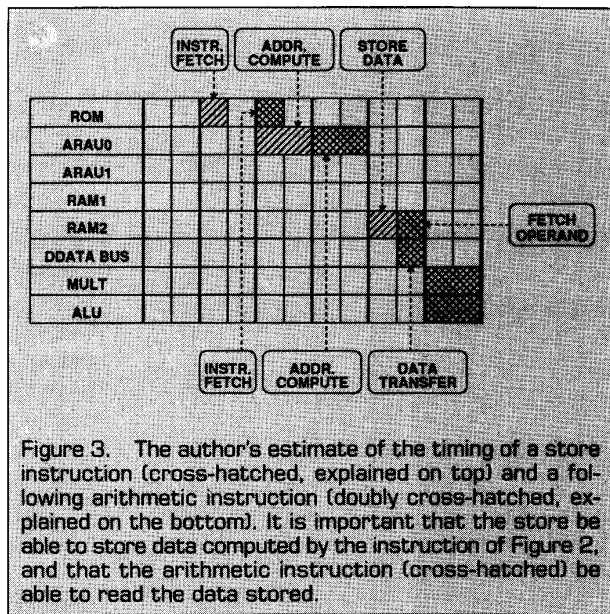 INSTR.
FETCH
ADDR.
COMPUTE
STORE
DATA
ROM
ARAU0
ARAU1
RAM1
RAM2
DDATA BUS
MULT
ALU
FETCH
OPERAND
INSTR.
FETCH
ADDR.
COMPUTE
DATA
TRANSFER
Figure 3. The author's estimate of the timing of a store
instruction (cross-hatched, explained on top) and a fol-
lowing arithmetic instruction (doubly cross-hatched, ex-
plained on the bottom). It is important that the store be
able to store data computed by the instruction of Figure 2,
and that the arithmetic instruction (cross-hatched) be
able to read the data stored.